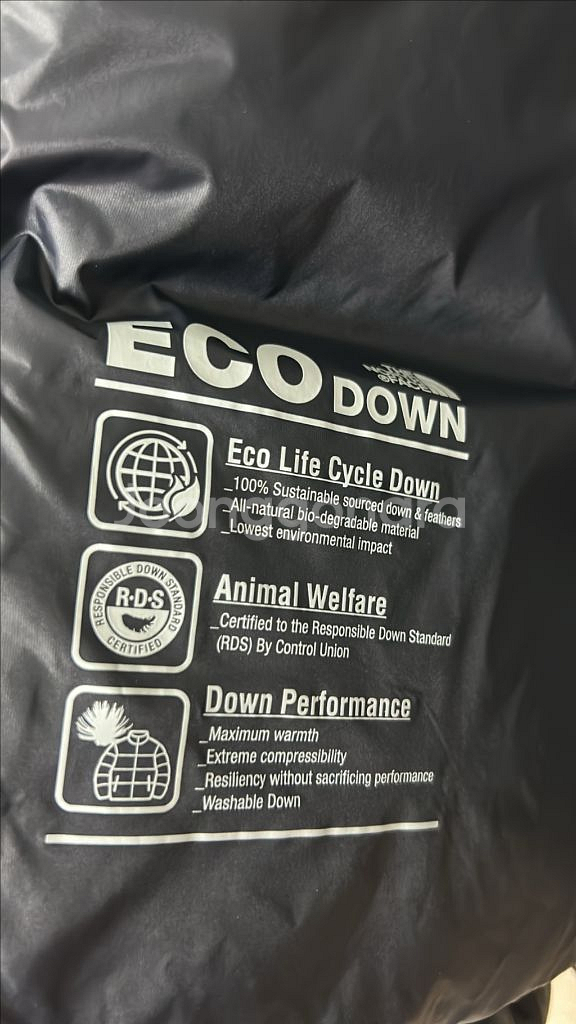 ECO DOWN
THE
NORTH
FACE
Eco Life Cycle Down
_100% Sustainable sourced down & feathers
_All-natural bio-degradable material
_Lowest environmental impact
RESPONSIBLE DOWN STANDARD
R·D·S
CERTIFIED
Animal Welfare
_Certified to the Responsible Down Standard
(RDS) By Control Union
Down Performance
_Maximum warmth
_Extreme compressibility
_Resiliency without sacrificing performance
_Washable Down